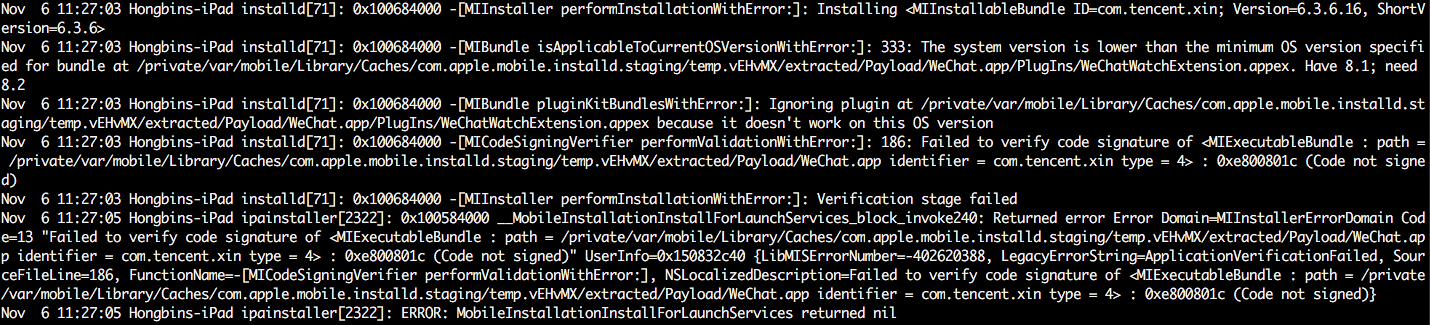 Nov  6 11:27:03 Hongbins-iPad installd[71]: 0x100684000 -[MIInstaller performInstallationWithError:]: Installing <MIInstallableBundle ID=com.tencent.xin; Version=6.3.6.16, ShortV
ersion=6.3.6>
Nov  6 11:27:03 Hongbins-iPad installd[71]: 0x100684000 -[MIBundle isApplicableToCurrentOSVersionWithError:]: 333: The system version is lower than the minimum OS version specifi
ed for bundle at /private/var/mobile/Library/Caches/com.apple.mobile.installd.staging/temp.vEHvMX/extracted/Payload/WeChat.app/PlugIns/WeChatWatchExtension.appex. Have 8.1; need
8.2
Nov  6 11:27:03 Hongbins-iPad installd[71]: 0x100684000 -[MIBundle pluginKitBundlesWithError:]: Ignoring plugin at /private/var/mobile/Library/Caches/com.apple.mobile.installd.st
aging/temp.vEHvMX/extracted/Payload/WeChat.app/PlugIns/WeChatWatchExtension.appex because it doesn't work on this OS version
Nov  6 11:27:03 Hongbins-iPad installd[71]: 0x100684000 -[MICodeSigningVerifier performValidationWithError:]: 186: Failed to verify code signature of <MIExecutableBundle : path =
 /private/var/mobile/Library/Caches/com.apple.mobile.installd.staging/temp.vEHvMX/extracted/Payload/WeChat.app identifier = com.tencent.xin type = 4> : 0xe800801c (Code not signe
d)
Nov  6 11:27:03 Hongbins-iPad installd[71]: 0x100684000 -[MIInstaller performInstallationWithError:]: Verification stage failed
Nov  6 11:27:05 Hongbins-iPad ipainstaller[2322]: 0x100584000 __MobileInstallationInstallForLaunchServices_block_invoke240: Returned error Error Domain=MIInstallerErrorDomain Cod
e=13 "Failed to verify code signature of <MIExecutableBundle : path = /private/var/mobile/Library/Caches/com.apple.mobile.installd.staging/temp.vEHvMX/extracted/Payload/WeChat.ap
p identifier = com.tencent.xin type = 4> : 0xe800801c (Code not signed)" UserInfo=0x150832c40 {LibMISErrorNumber=-402620388, LegacyErrorString=ApplicationVerificationFailed, Sour
ceFileLine=186, FunctionName=-[MICodeSigningVerifier performValidationWithError:], NSLocalizedDescription=Failed to verify code signature of <MIExecutableBundle : path = /private
/var/mobile/Library/Caches/com.apple.mobile.installd.staging/temp.vEHvMX/extracted/Payload/WeChat.app identifier = com.tencent.xin type = 4> : 0xe800801c (Code not signed)}
Nov  6 11:27:05 Hongbins-iPad ipainstaller[2322]: ERROR: MobileInstallationInstallForLaunchServices returned nil